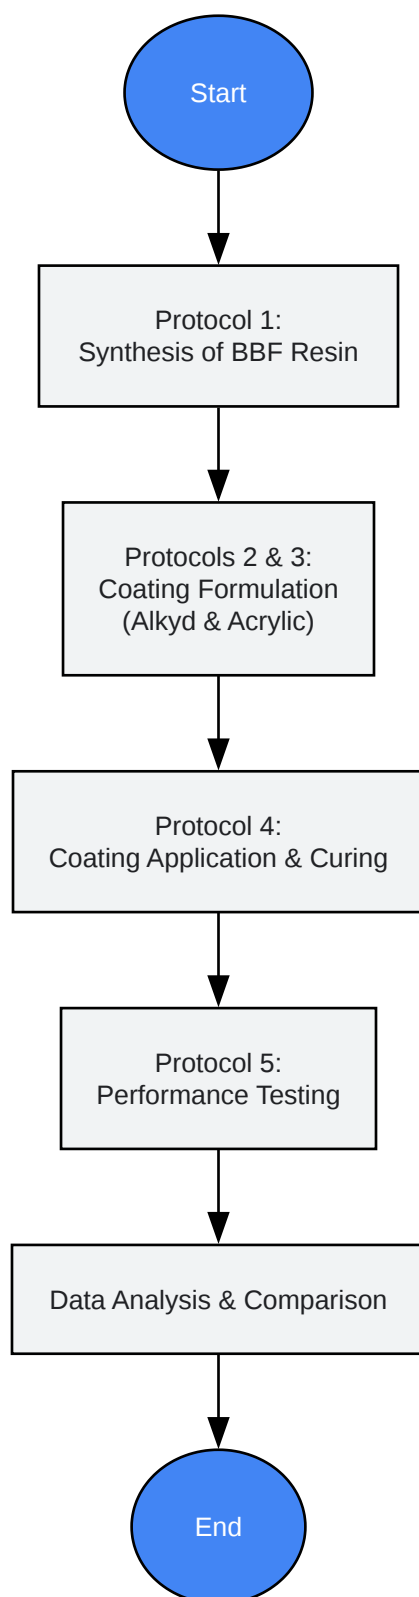 Start
Protocol 1:
Synthesis of BBF Resin
Protocols 2 & 3:
Coating Formulation
(Alkyd & Acrylic)
Protocol 4:
Coating Application & Curing
Protocol 5:
Performance Testing
Data Analysis & Comparison
End